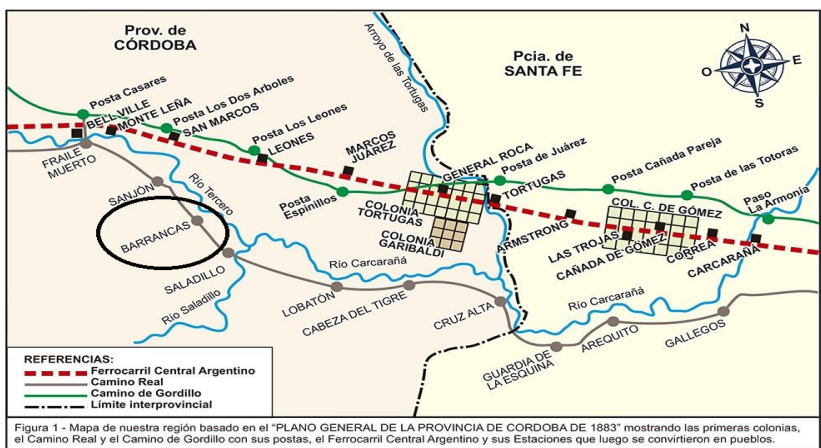 Prov. de
CÓRDOBA
Pcia. de
SANTA FE
Arroyo de las Tortugas
N
O
E
S
Posta Casares
BELL VILLE
MONTE LEÑA
Posta Los Dos Arboles
SAN MARCOS
Posta Los Leones
LEONES
MARCOS
JUÁREZ
GENERAL ROCA
Posta de Juárez
TORTUGAS
Posta Cañada Pareja
Posta de las Totoras
Paso
La Armonía
FRAILE
MUERTO
SANJÓN
Río Tercero
BARRANCAS
Posta
Espinillos
COLONIA
TORTUGAS
COLONIA
GARIBALDI
ARMSTRONG
COL. C. DE GÓMEZ
LAS TROJAS
CAÑADA DE GÓMEZ
CORREA
CARCARAÑA
SALADILLO
Río Saladillo
Río Carcarañá
LOBATÓN
CABEZA DEL TIGRE
CRUZ ALTA
Río Carcarañá
GUARDIA DE
LA ESQUINA
AREQUITO
GALLEGOS
REFERENCIAS:
Ferrocarril Central Argentino
Camino Real
Camino de Gordillo
Límite interprovincial
Figura 1 - Mapa de nuestra región basado en el "PLANO GENERAL DE LA PROVINCIA DE CORDOBA DE 1883" mostrando las primeras colonias,
el Camino Real y el Camino de Gordillo con sus postas, el Ferrocarril Central Argentino y sus Estaciones que luego se convirtieron en pueblos.